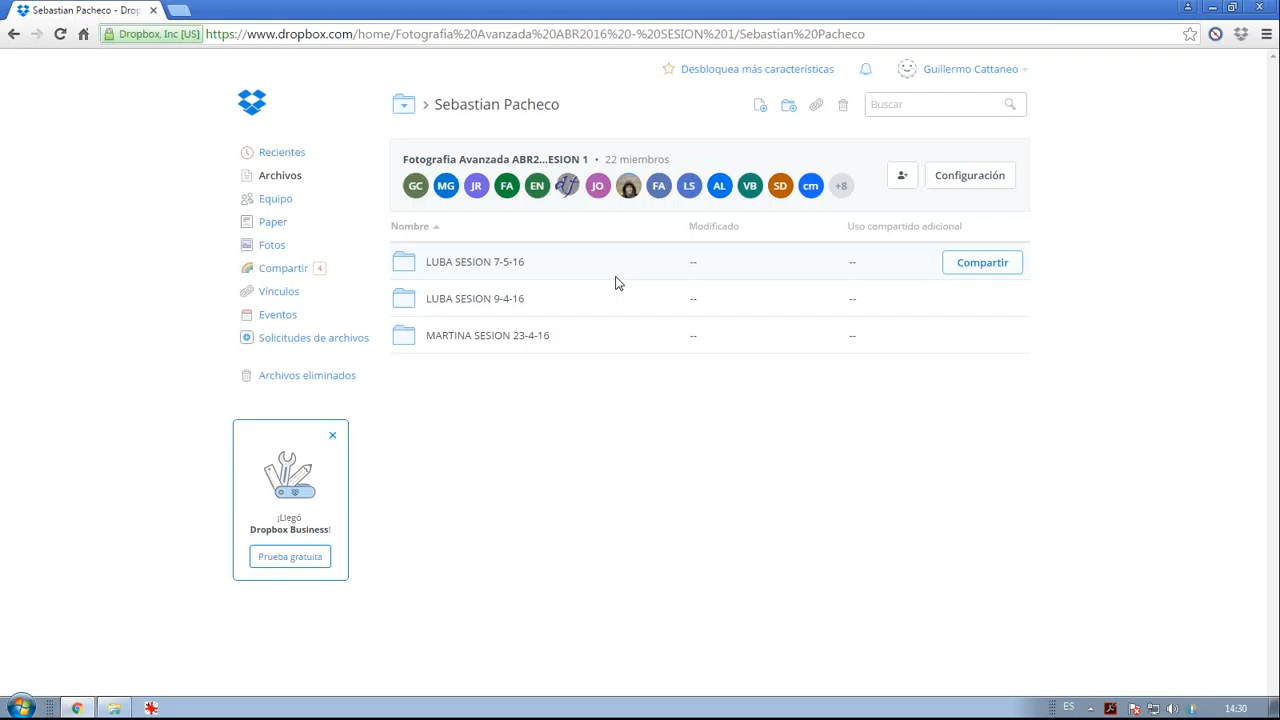 Sebastian Pacheco - Drop
Dropbox, Inc [US] https://www.dropbox.com/home/Fotografia%20Avanzada%20ABR2016%20-%20SESION%201/Sebastian%20Pacheco
Desbloquea más características
Guillermo Cattaneo
Sebastian Pacheco
Buscar
Recientes
Archivos
Equipo
Paper
Fotos
Compartir 4
Vínculos
Eventos
Solicitudes de archivos
Archivos eliminados
Fotografia Avanzada ABR2...ESION 1 • 22 miembros
GC MG JR FA EN JO FA LS AL VB SD cm +8
Configuración
Nombre Modificado Uso compartido adicional
LUBA SESION 7-5-16 -- -- Compartir
LUBA SESION 9-4-16 -- --
MARTINA SESION 23-4-16 -- --
¡Llegó
Dropbox Business!
Prueba gratuita
ES 14:30